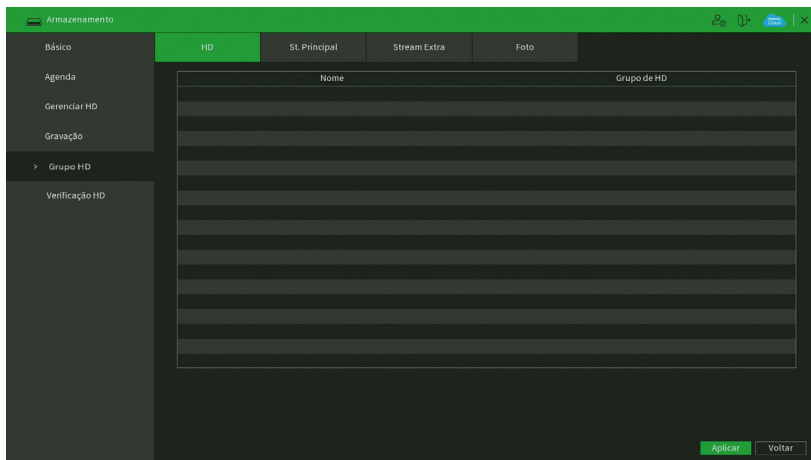 Armazenamento
Básico
Agenda
Gerenciar HD
Gravação
> Grupo HD
Verificação HD
HD St. Principal Stream Extra Foto
Nome Grupo de HD
Aplicar Voltar